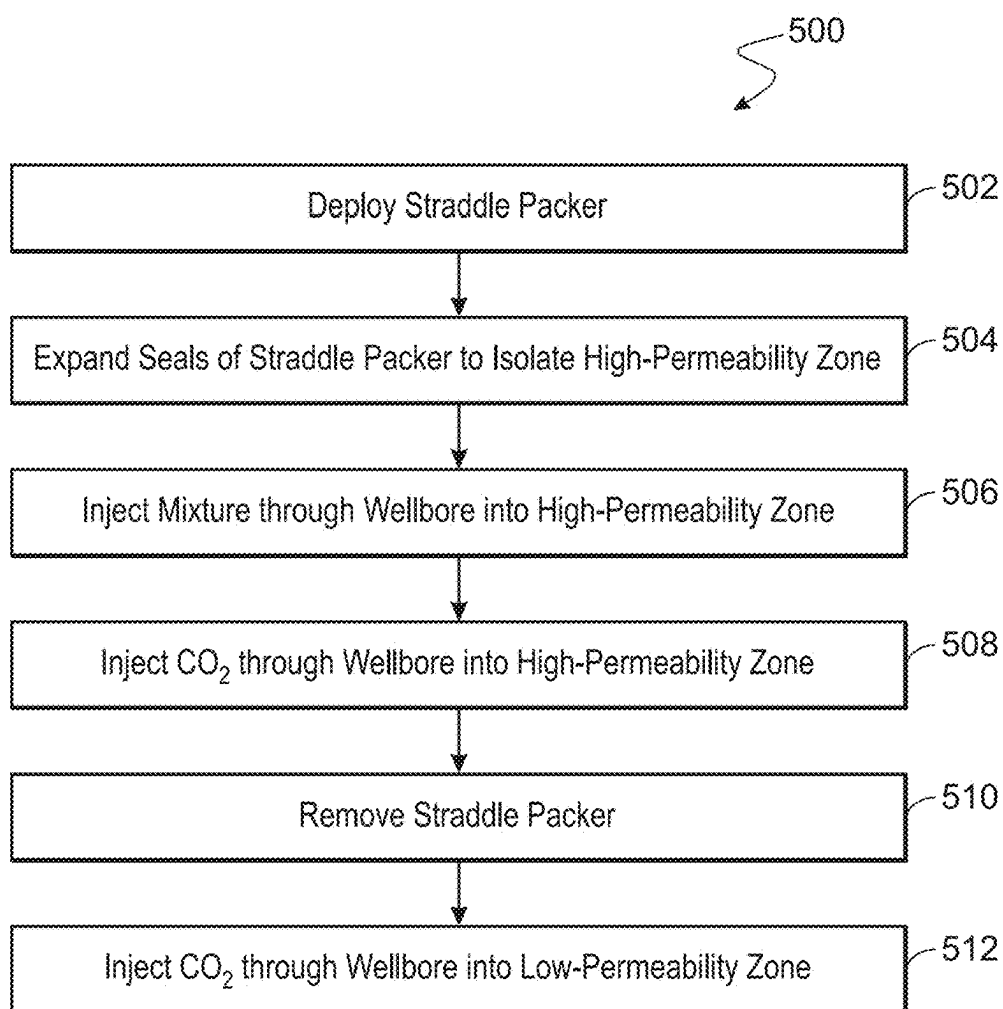 500
Deploy Straddle Packer
502
Expand Seals of Straddle Packer to Isolate High-Permeability Zone
504
Inject Mixture through Wellbore into High-Permeability Zone
506
Inject CO₂ through Wellbore into High-Permeability Zone
508
Remove Straddle Packer
510
Inject CO₂ through Wellbore into Low-Permeability Zone
512